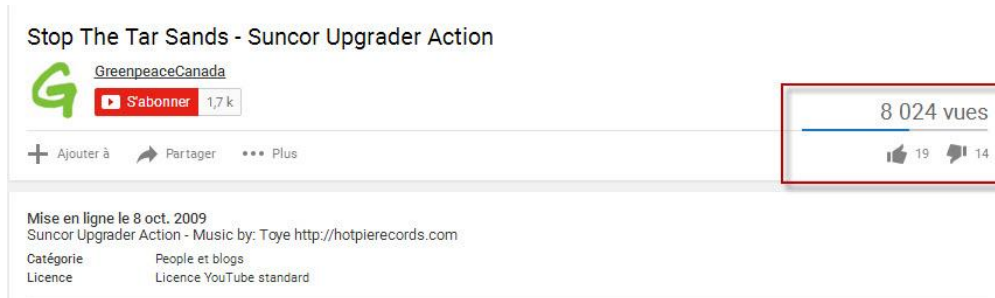 Stop The Tar Sands - Suncor Upgrader Action
GreenpeaceCanada
S'abonner 1,7 k
8 024 vues
Ajouter à Partager ••• Plus
19 14
Mise en ligne le 8 oct. 2009
Suncor Upgrader Action - Music by: Toye http://hotpierecords.com
Catégorie People et blogs
Licence Licence YouTube standard